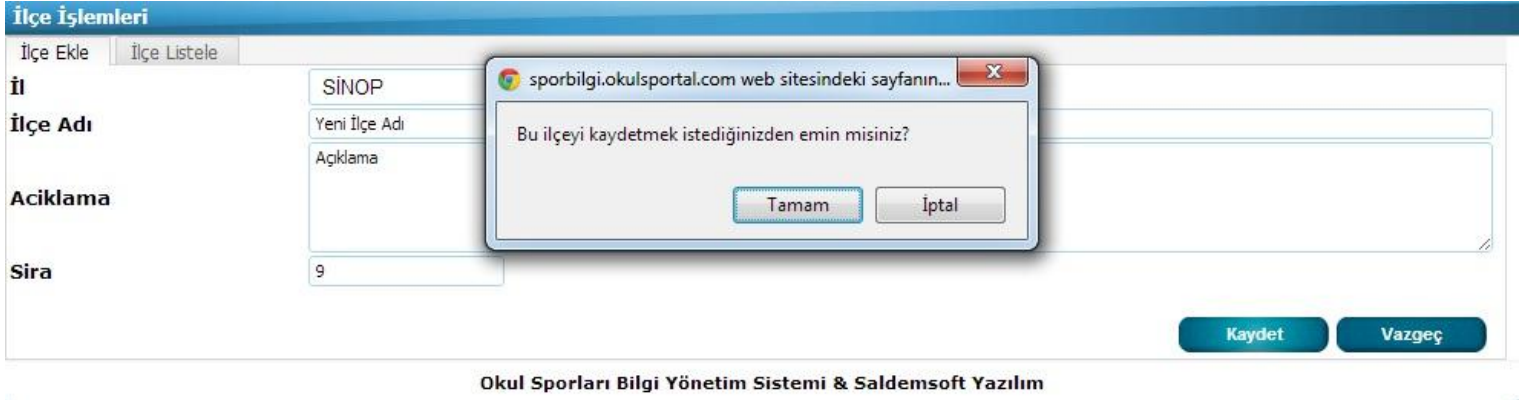 İlçe İşlemleri
İlçe Ekle İlçe Listele
sporbilgi.okulsportal.com web sitesindeki sayfanın...
İl SİNOP
İlçe Adı Yeni İlçe Adı
Bu ilçeyi kaydetmek istediğinizden emin misiniz?
Aciklama Açıklama
Tamam İptal
Sira 9
Kaydet Vazgeç
Okul Sporları Bilgi Yönetim Sistemi & Saldemsoft Yazılım